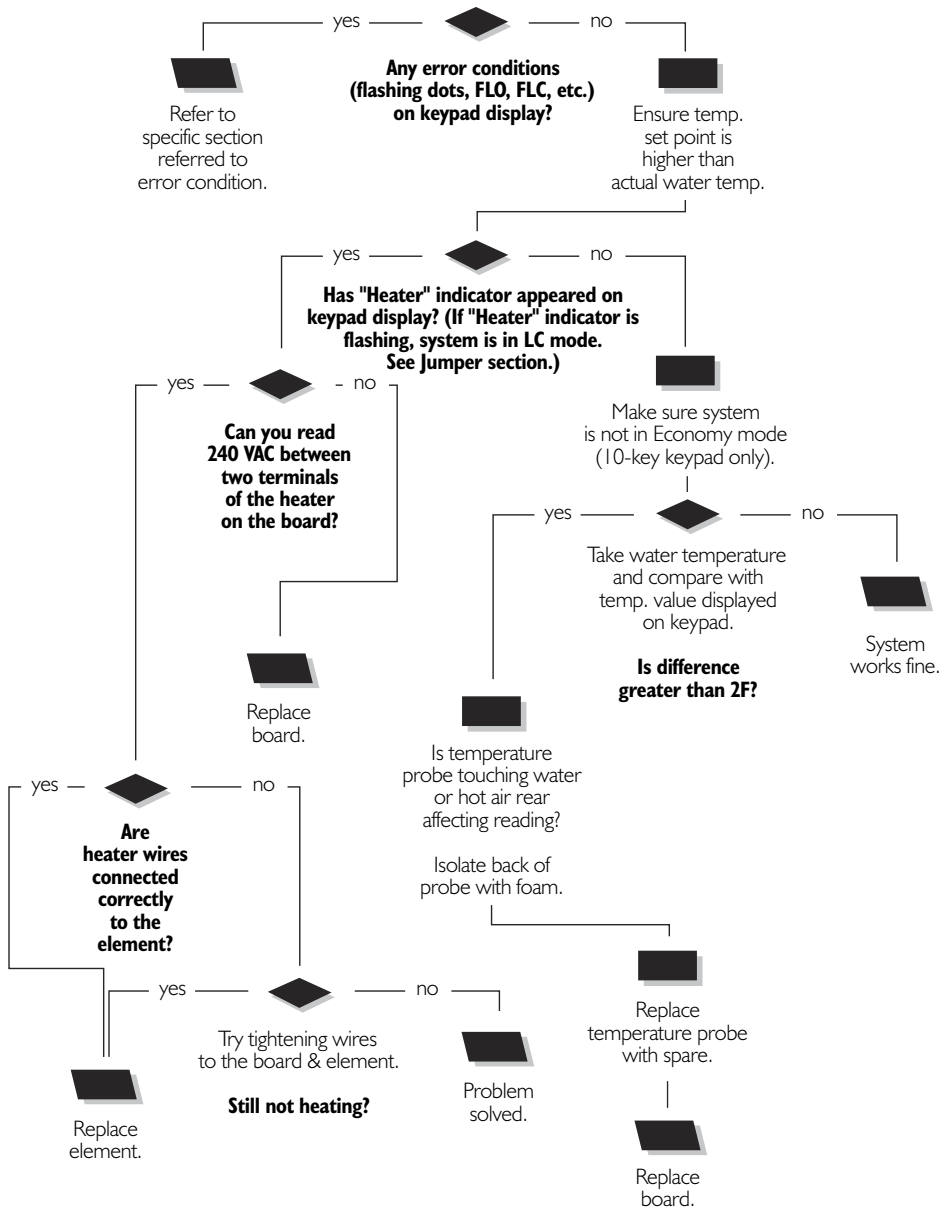 yes
no
Any error conditions
(flashing dots, FLO, FLC, etc.)
on keypad display?
Refer to
specific section
referred to
error condition.
Ensure temp.
set point is
higher than
actual water temp.
yes
no
Has "Heater" indicator appeared on
keypad display? (If "Heater" indicator is
flashing, system is in LC mode.
See Jumper section.)
yes
no
Can you read
240 VAC between
two terminals
of the heater
on the board?
Make sure system
is not in Economy mode
(10-key keypad only).
yes
no
Take water temperature
and compare with
temp. value displayed
on keypad.
Is difference
greater than 2F?
System
works fine.
Replace
board.
Is temperature
probe touching water
or hot air rear
affecting reading?
Isolate back of
probe with foam.
yes
no
Are
heater wires
connected
correctly
to the
element?
yes
no
Try tightening wires
to the board & element.
Still not heating?
Problem
solved.
Replace
element.
Replace
temperature probe
with spare.
Replace
board.